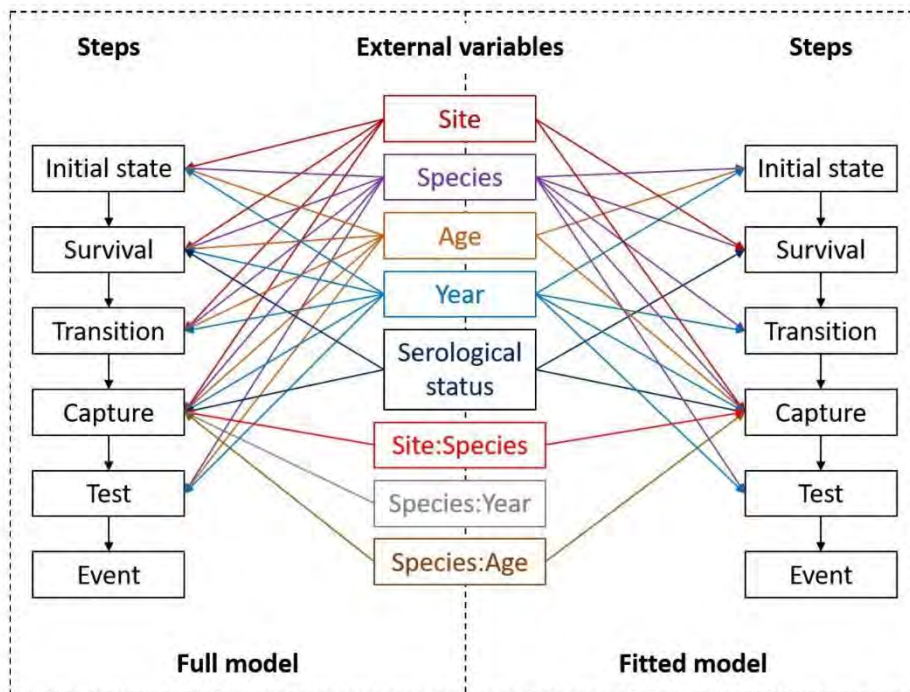 Steps
External variables
Steps
Site
Initial state
Species
Initial state
Age
Survival
Survival
Year
Transition
Transition
Serological
status
Capture
Capture
Site:Species
Test
Species:Year
Test
Species:Age
Event
Event
Full model
Fitted model